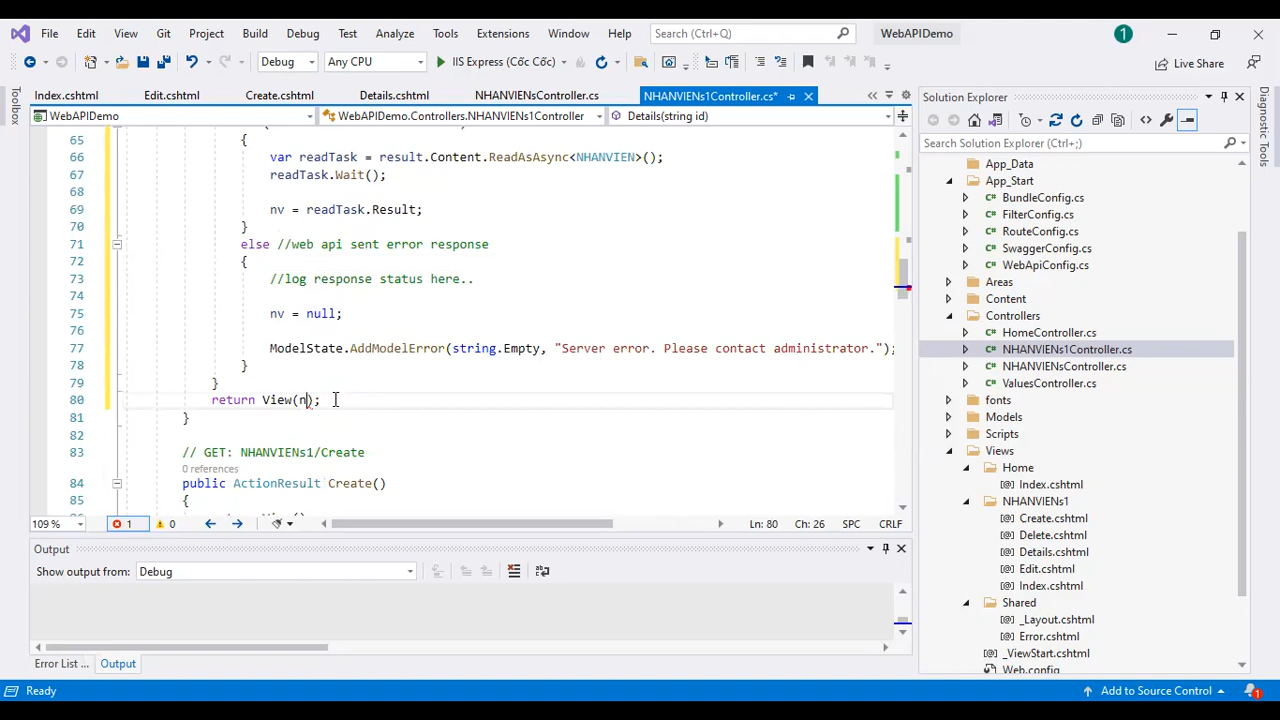 File Edit View Git Project Build Debug Test Analyze Tools Extensions Window Help Search (Ctrl+Q) WebAPIDemo 1
Debug Any CPU IIS Express (Cốc Cốc) Live Share
Index.cshtml Edit.cshtml Create.cshtml Details.cshtml NHANVIENsController.cs NHANVIENs1Controller.cs*
WebAPIDemo WebAPIDemo.Controllers.NHANVIENs1Controller Details(string id)
65 {
66 var readTask = result.Content.ReadAsAsync<NHANVIEN>();
67 readTask.Wait();
68
69 nv = readTask.Result;
70 }
71 else //web api sent error response
72 {
73 //log response status here..
74
75 nv = null;
76
77 ModelState.AddModelError(string.Empty, "Server error. Please contact administrator.");
78 }
79 }
80 return View(n);
81 }
82
83 // GET: NHANVIENs1/Create
0 references
84 public ActionResult Create()
85 {
109 % 1 0 Ln: 80 Ch: 26 SPC CRLF
Output
Show output from: Debug
Error List ... Output
Solution Explorer
Search Solution Explorer (Ctrl+;)
App_Data
App_Start
BundleConfig.cs
FilterConfig.cs
RouteConfig.cs
SwaggerConfig.cs
WebApiConfig.cs
Areas
Content
Controllers
HomeController.cs
NHANVIENs1Controller.cs
NHANVIENsController.cs
ValuesController.cs
fonts
Models
Scripts
Views
Home
Index.cshtml
NHANVIENs1
Create.cshtml
Delete.cshtml
Details.cshtml
Edit.cshtml
Index.cshtml
Shared
_Layout.cshtml
Error.cshtml
_ViewStart.cshtml
Web.config
Toolbox
Diagnostic Tools
Ready Add to Source Control 1